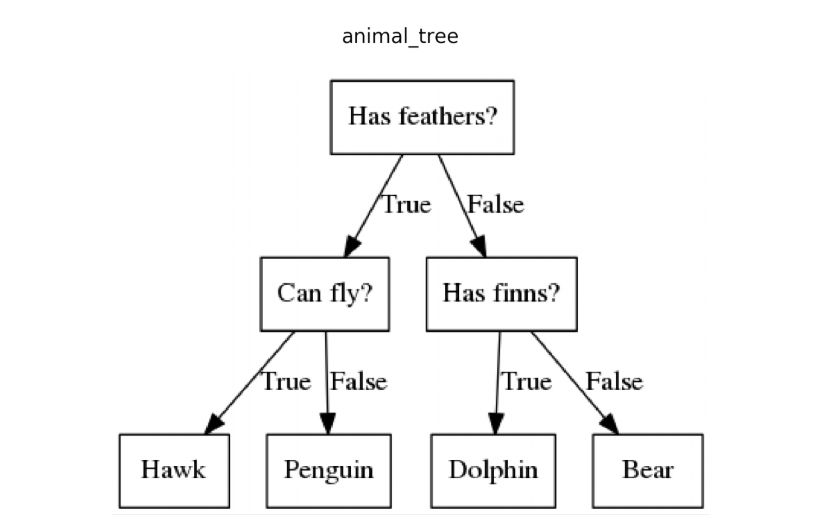 animal_tree
Has feathers?
True False
Can fly? Has finns?
True False True False
Hawk Penguin Dolphin Bear